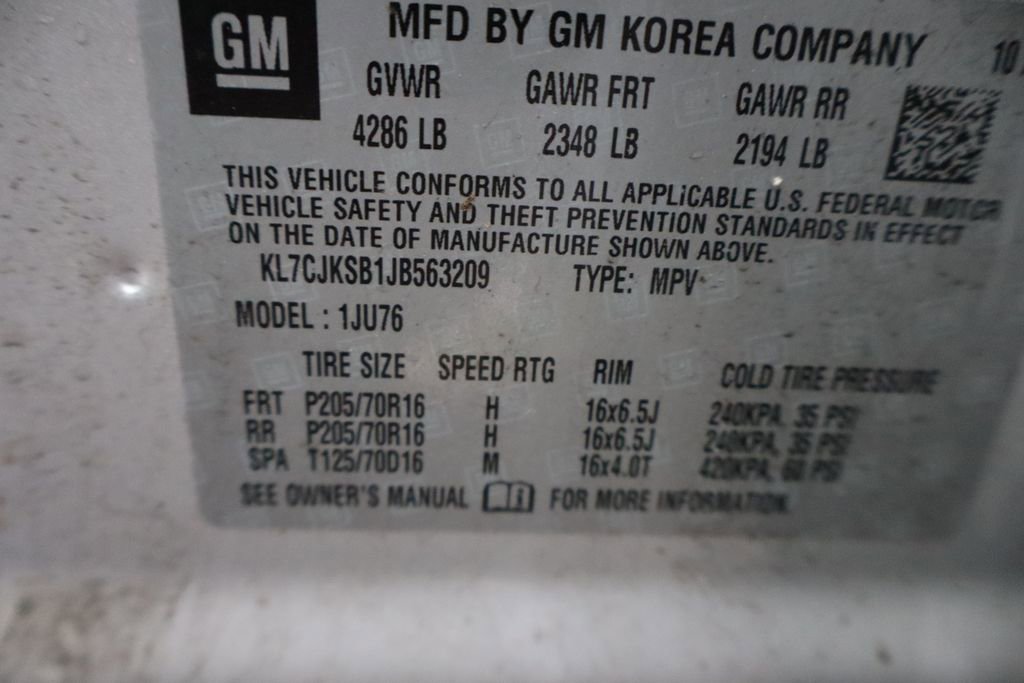 GM
MFD BY GM KOREA COMPANY 10
GVWR GAWR FRT GAWR RR
4286 LB 2348 LB 2194 LB
THIS VEHICLE CONFORMS TO ALL APPLICABLE U.S. FEDERAL MOTOR
VEHICLE SAFETY AND THEFT PREVENTION STANDARDS IN EFFECT
ON THE DATE OF MANUFACTURE SHOWN ABOVE.
KL7CJKSB1JB563209 TYPE: MPV
MODEL : 1JU76
TIRE SIZE SPEED RTG RIM COLD TIRE PRESSURE
FRT P205/70R16 H 16x6.5J 240KPA, 35 PSI
RR P205/70R16 H 16x6.5J 240KPA, 35 PSI
SPA T125/70D16 M 16x4.0T 420KPA, 60 PSI
SEE OWNER'S MANUAL FOR MORE INFORMATION.